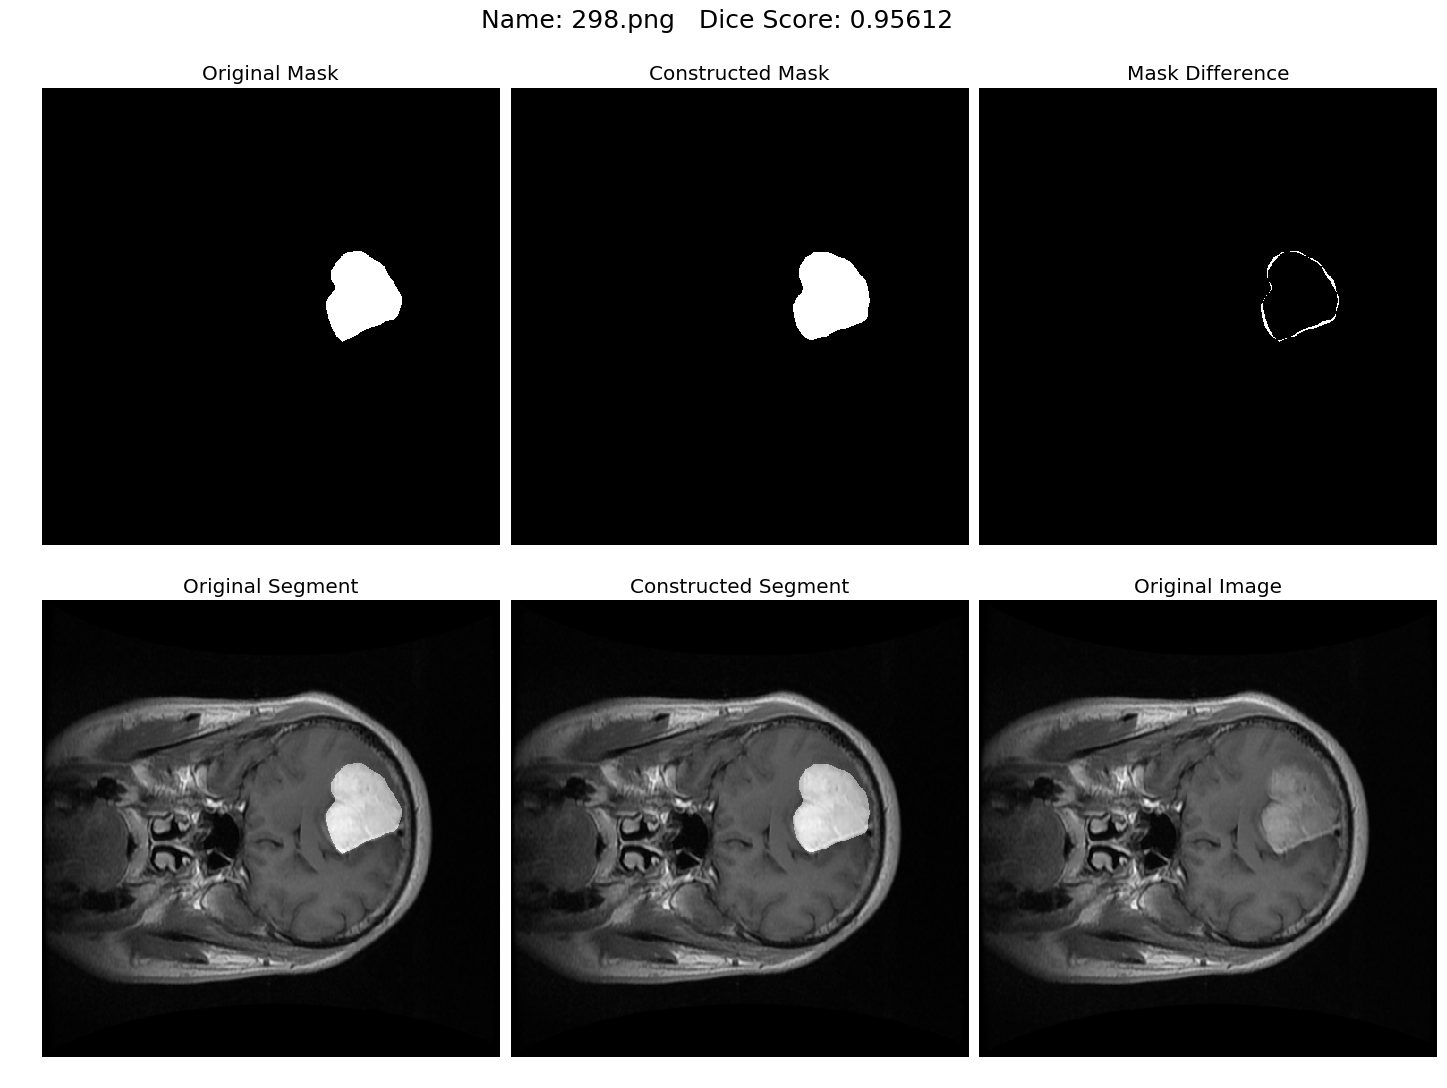 Name: 298.png   Dice Score: 0.95612
Original Mask
Constructed Mask
Mask Difference
Original Segment
Constructed Segment
Original Image